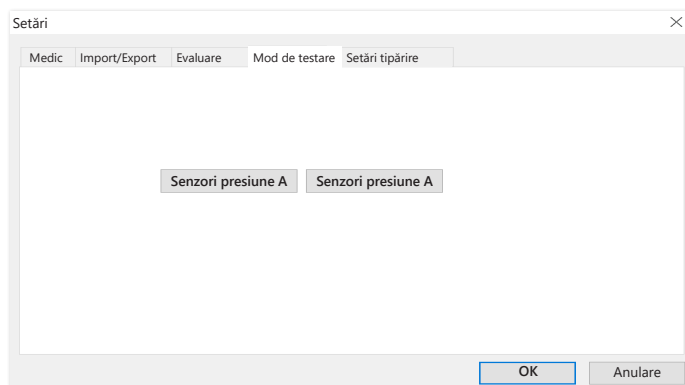 Setări
Medic Import/Export Evaluare Mod de testare Setări tipărire
Senzori presiune A Senzori presiune A
OK Anulare